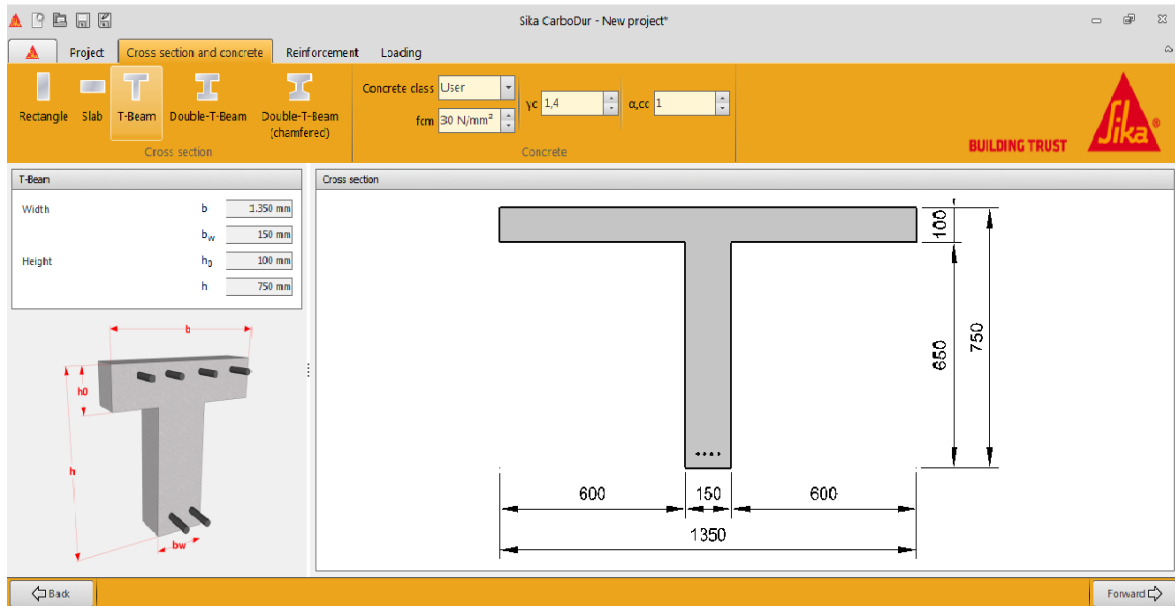 Sika CarboDur - New project*
Project Cross section and concrete Reinforcement Loading
Rectangle Slab T-Beam Double-T-Beam Double-T-Beam
(chamfered)
Cross section
Concrete class User
fcm 30 N/mm²
γc 1,4
α,cc 1
Concrete
BUILDING TRUST
Sika®
T-Beam
Width b 1.350 mm
bw 150 mm
Height h0 100 mm
h 750 mm
b
h0
h
bw
Cross section
100
650
750
600 150 600
1350
Back
Forward